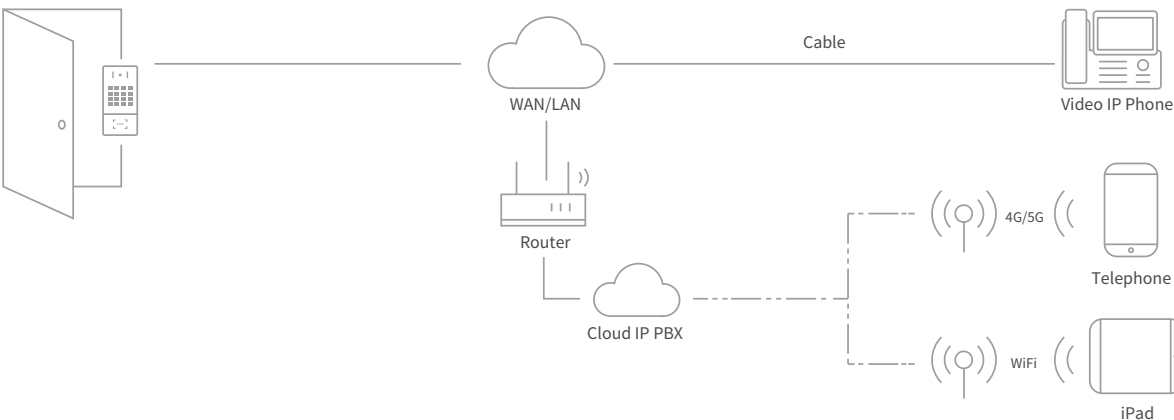 Cable
WAN/LAN
Video IP Phone
Router
4G/5G
Telephone
Cloud IP PBX
WiFi
iPad